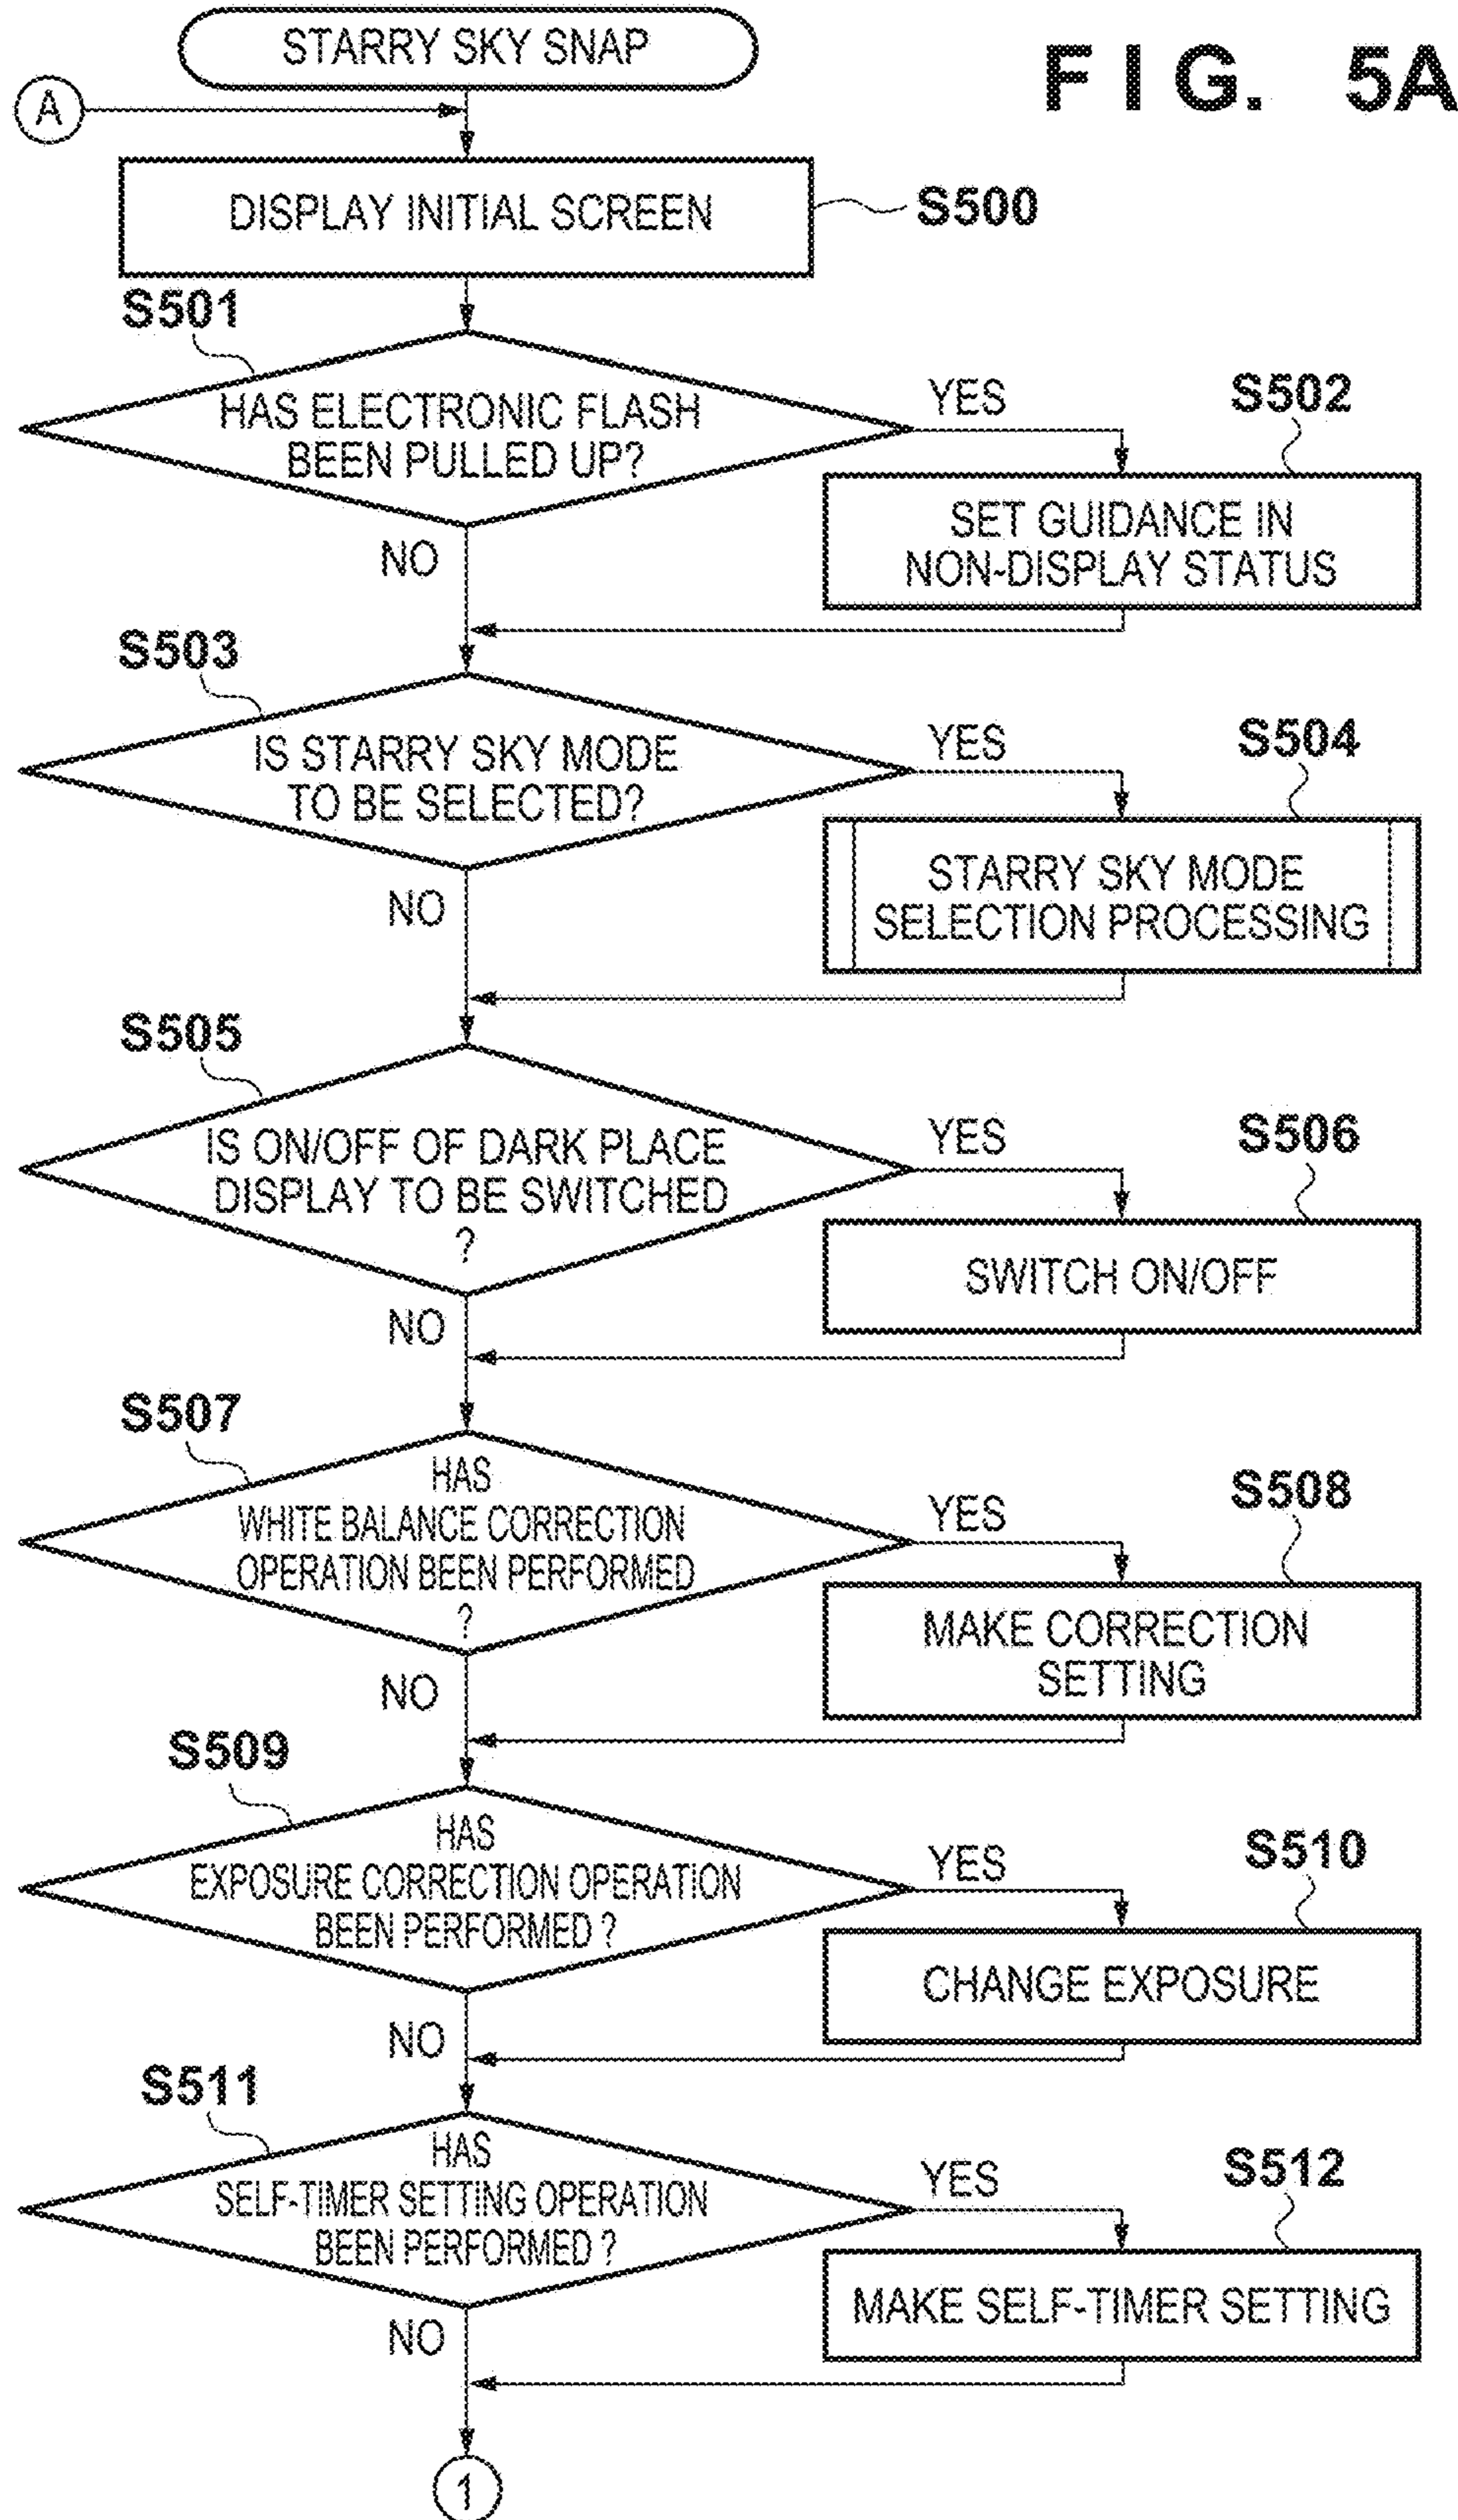 STARRY SKY SNAP
FIG. 5A
A
DISPLAY INITIAL SCREEN
S500
S501
HAS ELECTRONIC FLASH
BEEN PULLED UP?
YES
S502
SET GUIDANCE IN
NON-DISPLAY STATUS
NO
S503
IS STARRY SKY MODE
TO BE SELECTED?
YES
S504
STARRY SKY MODE
SELECTION PROCESSING
NO
S505
IS ON/OFF OF DARK PLACE
DISPLAY TO BE SWITCHED
?
YES
S506
SWITCH ON/OFF
NO
S507
HAS
WHITE BALANCE CORRECTION
OPERATION BEEN PERFORMED
?
YES
S508
MAKE CORRECTION
SETTING
NO
S509
HAS
EXPOSURE CORRECTION OPERATION
BEEN PERFORMED ?
YES
S510
CHANGE EXPOSURE
NO
S511
HAS
SELF-TIMER SETTING OPERATION
BEEN PERFORMED ?
YES
S512
MAKE SELF-TIMER SETTING
NO
1